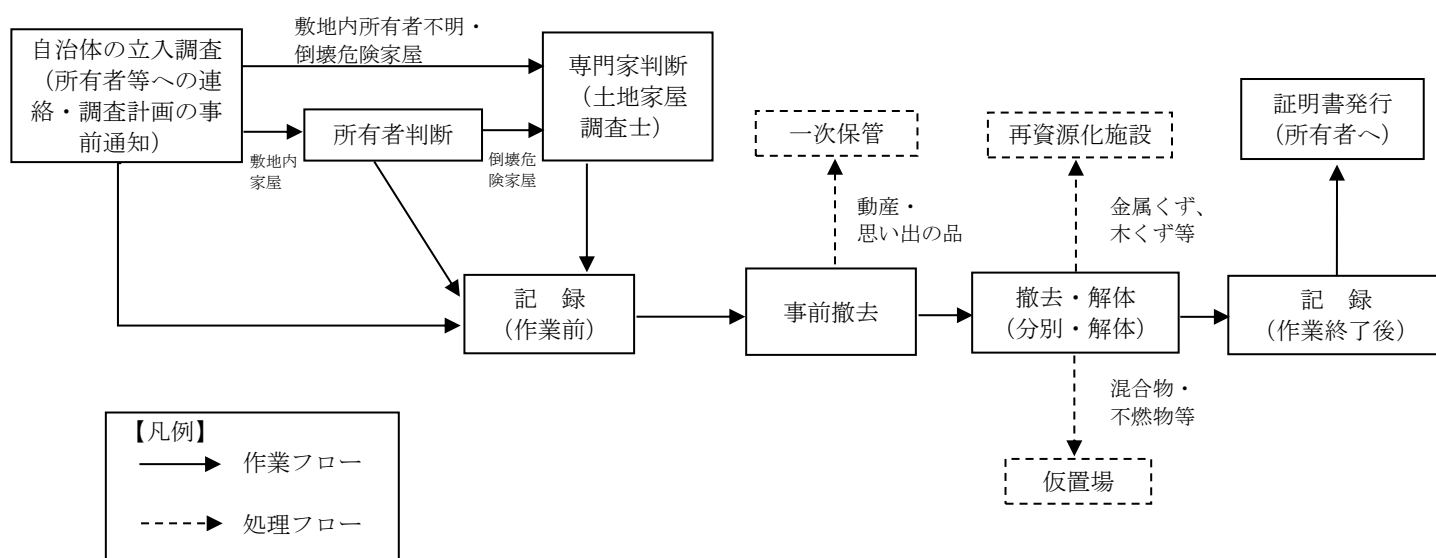 敷地内所有者不明・
倒壊危険家屋
自治体の立入調査
（所有者等への連
絡・調査計画の事
前通知）
敷地内
家屋
所有者判断
倒壊危
険家屋
専門家判断
（土地家屋
調査士）
一次保管
再資源化施設
証明書発行
（所有者へ）
動産・
思い出の品
金属くず、
木くず等
記　録
（作業前）
事前撤去
撤去・解体
（分別・解体）
記　録
（作業終了後）
混合物・
不燃物等
仮置場
【凡例】
作業フロー
処理フロー